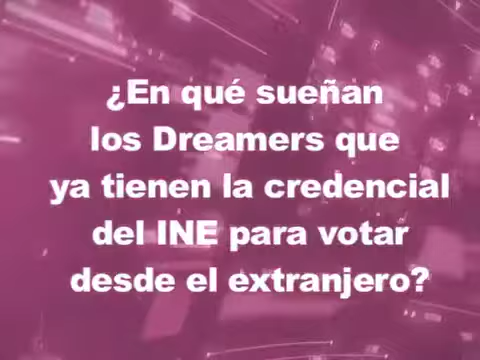 ¿En qué sueñan
los Dreamers que
ya tienen la credencial
del INE para votar
desde el extranjero?